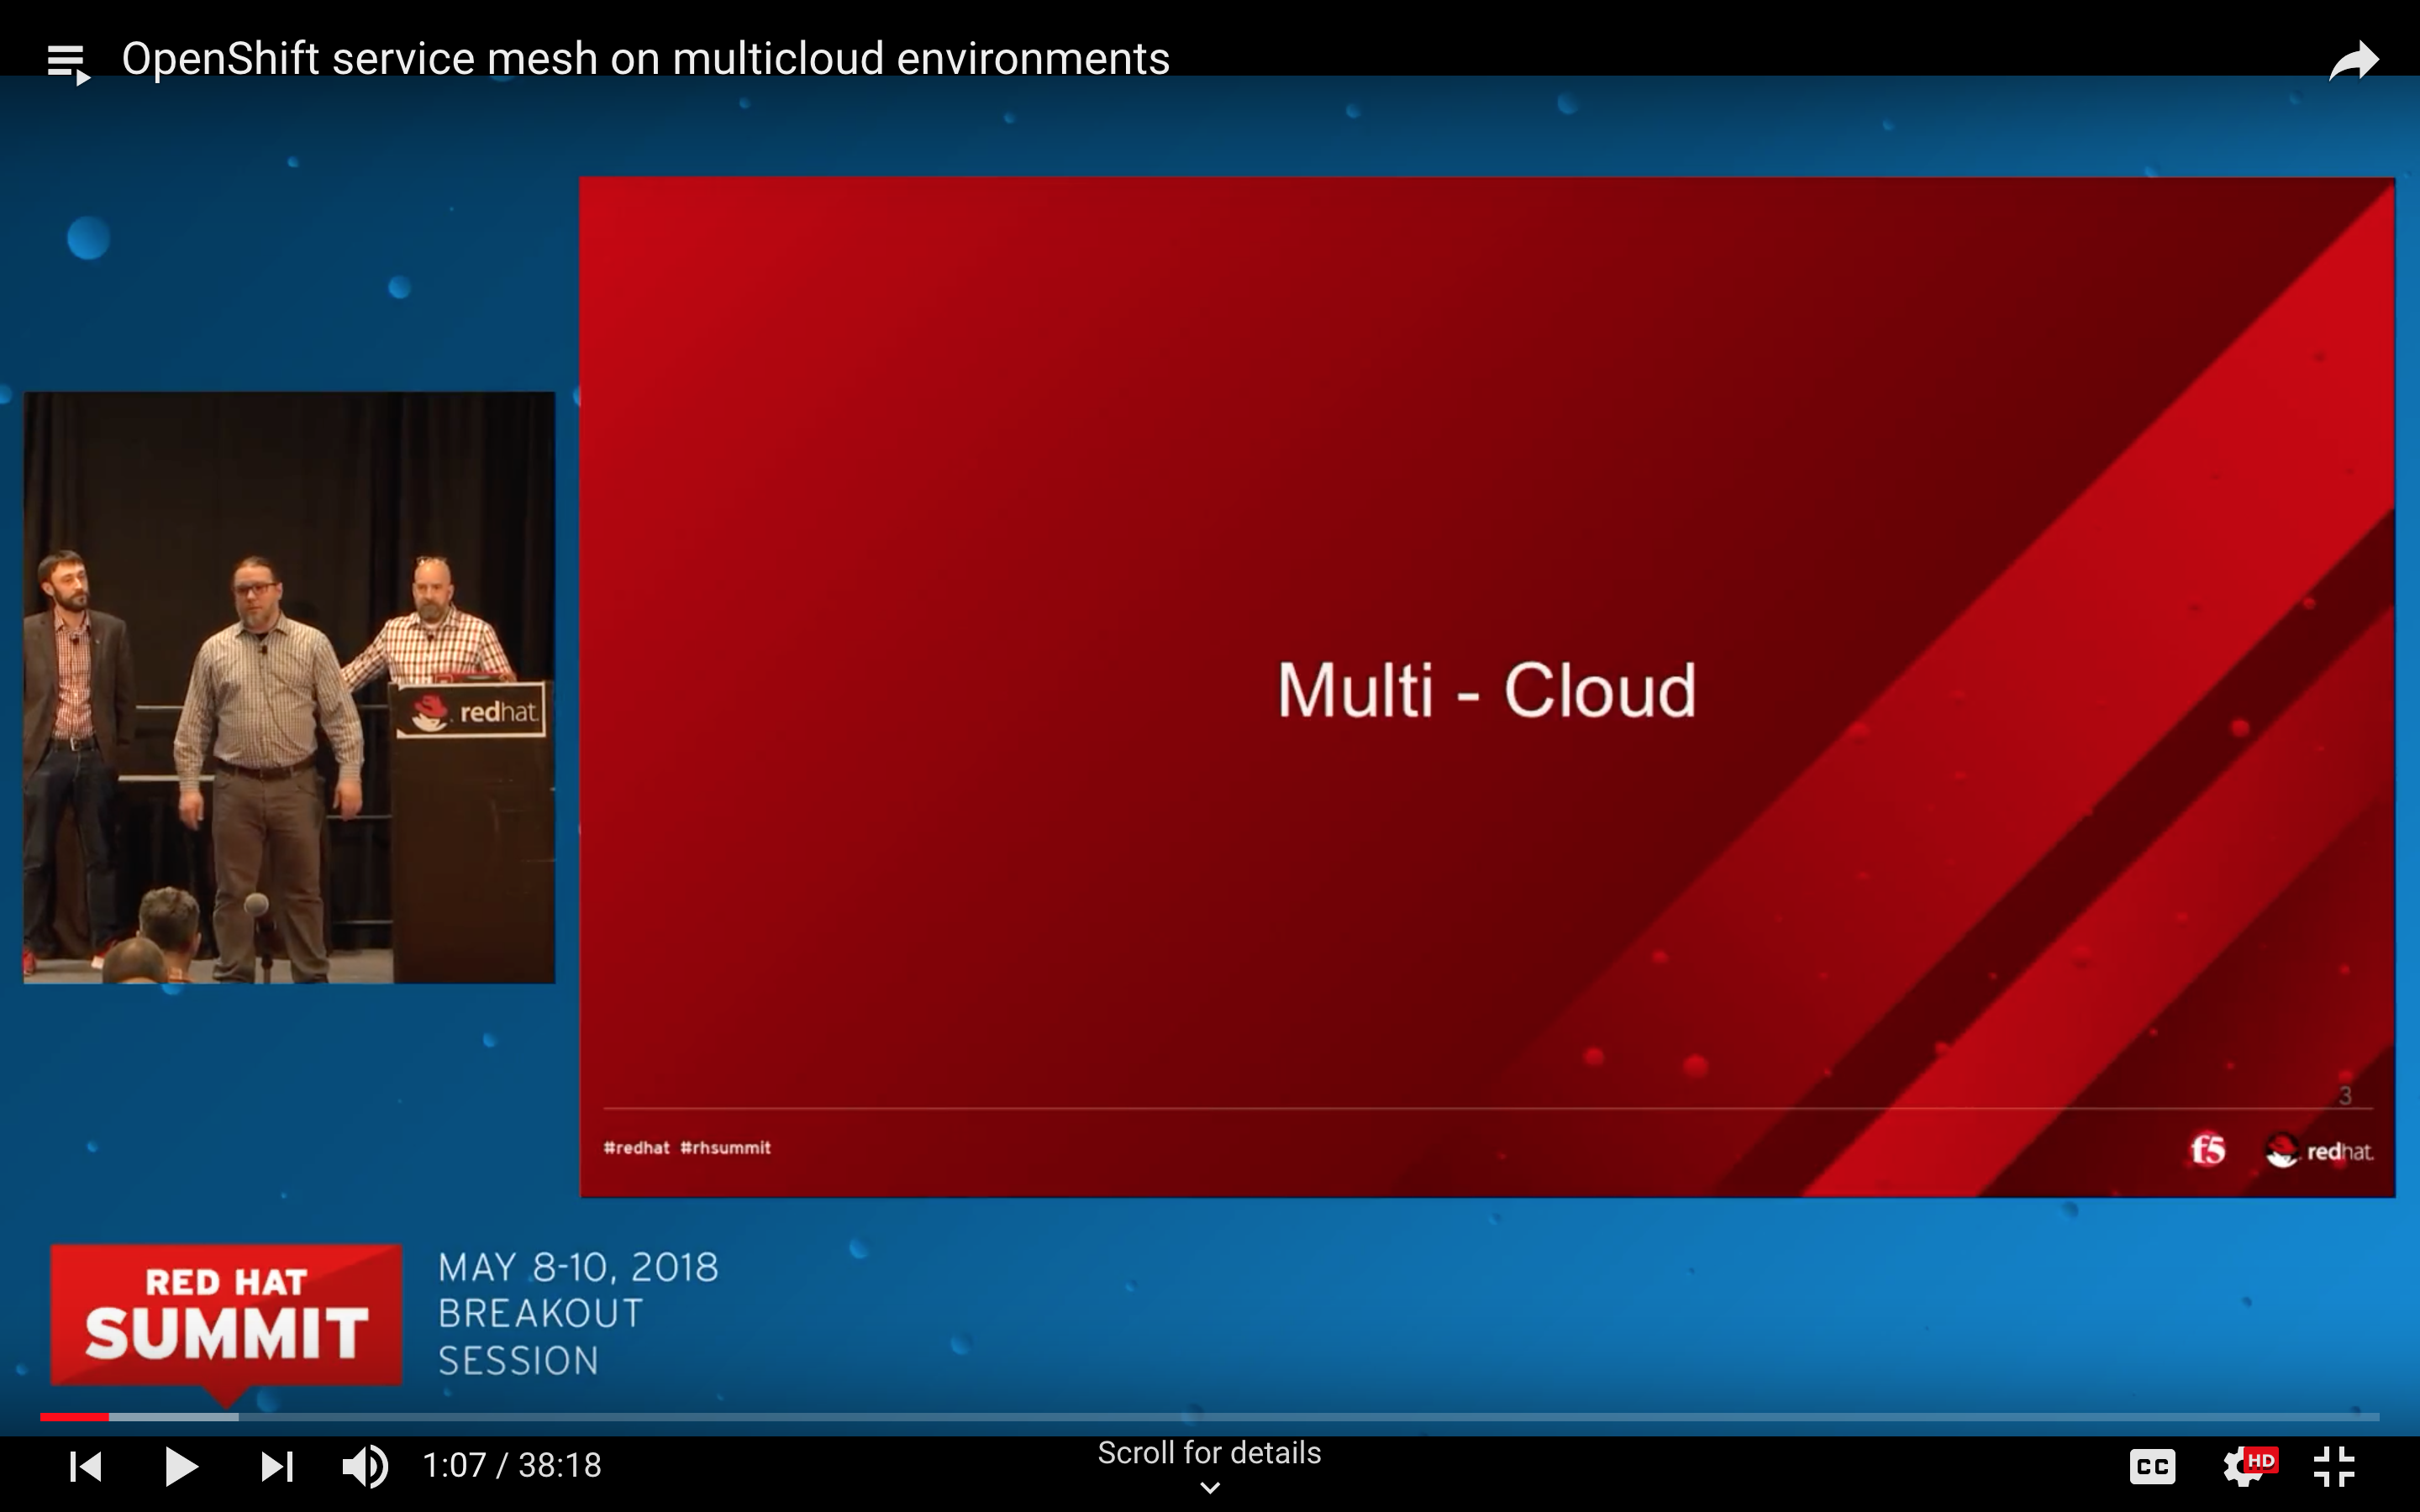 OpenShift service mesh on multicloud environments
redhat.
Multi - Cloud
3
#redhat #rhsummit
f5
redhat.
RED HAT
SUMMIT
MAY 8-10, 2018
BREAKOUT
SESSION
1:07 / 38:18
Scroll for details
CC
HD